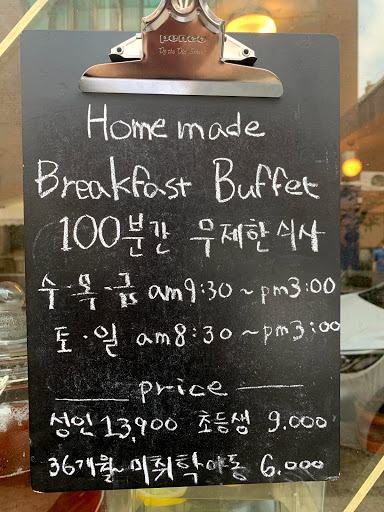 penco
Home made
Breakfast Buffet
100분간 무제한식사
수·목·금 am9:30~pm3:00
토·일 am8:30~pm3:00
price
성인 13,900 초등생 9.000
36개월~미취학아동 6.000